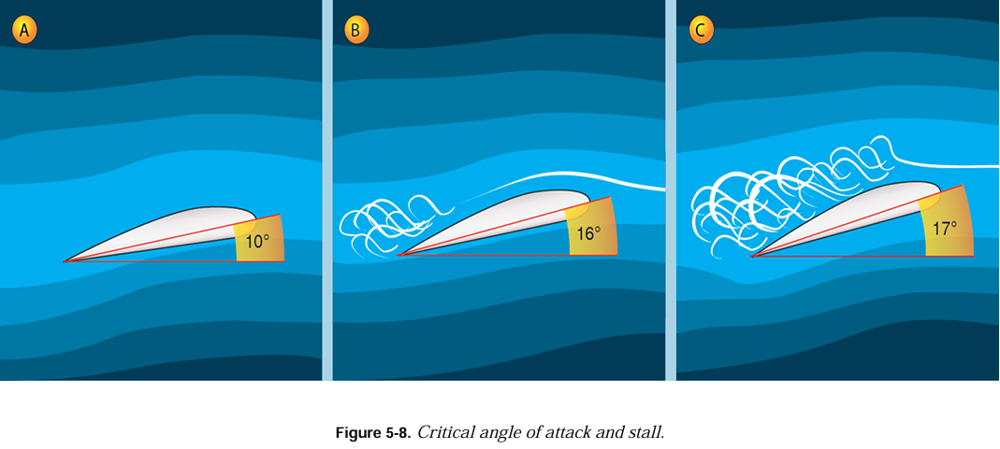 A
B
C
10°
16°
17°
Figure 5-8. Critical angle of attack and stall.